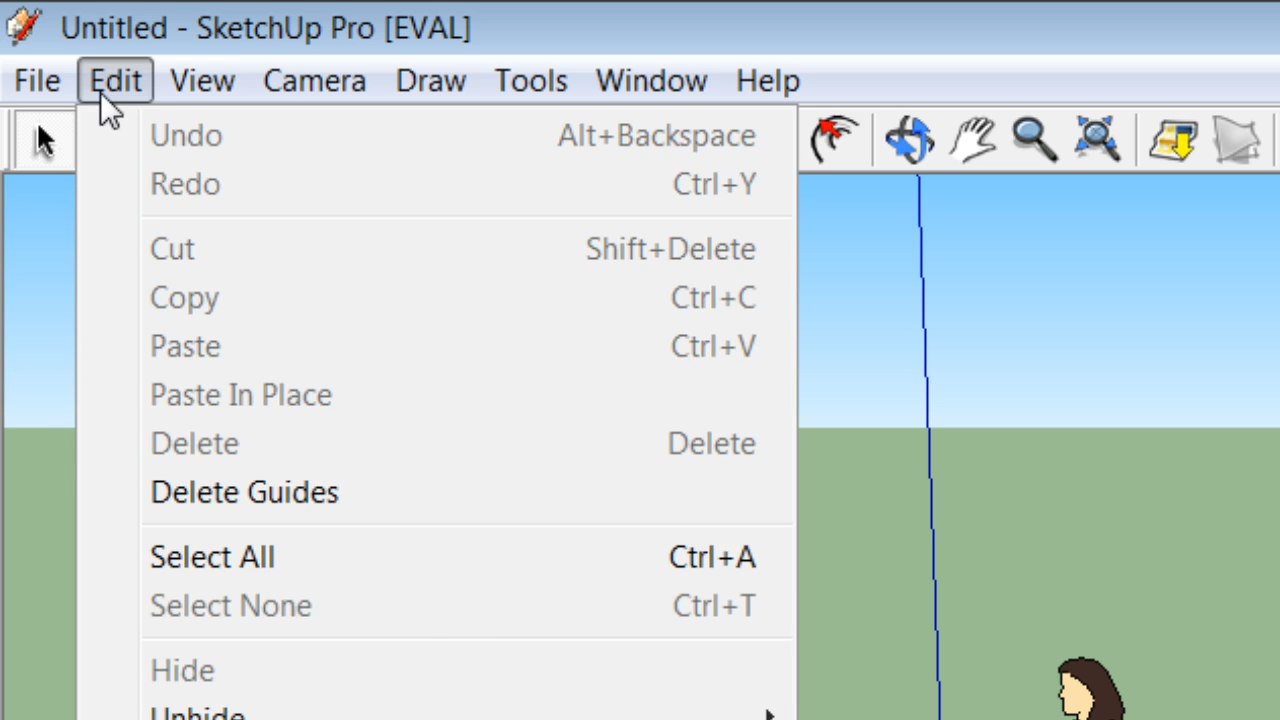 Untitled - SketchUp Pro [EVAL]
File Edit View Camera Draw Tools Window Help
Undo Alt+Backspace
Redo Ctrl+Y
Cut Shift+Delete
Copy Ctrl+C
Paste Ctrl+V
Paste In Place
Delete Delete
Delete Guides
Select All Ctrl+A
Select None Ctrl+T
Hide
Unhide